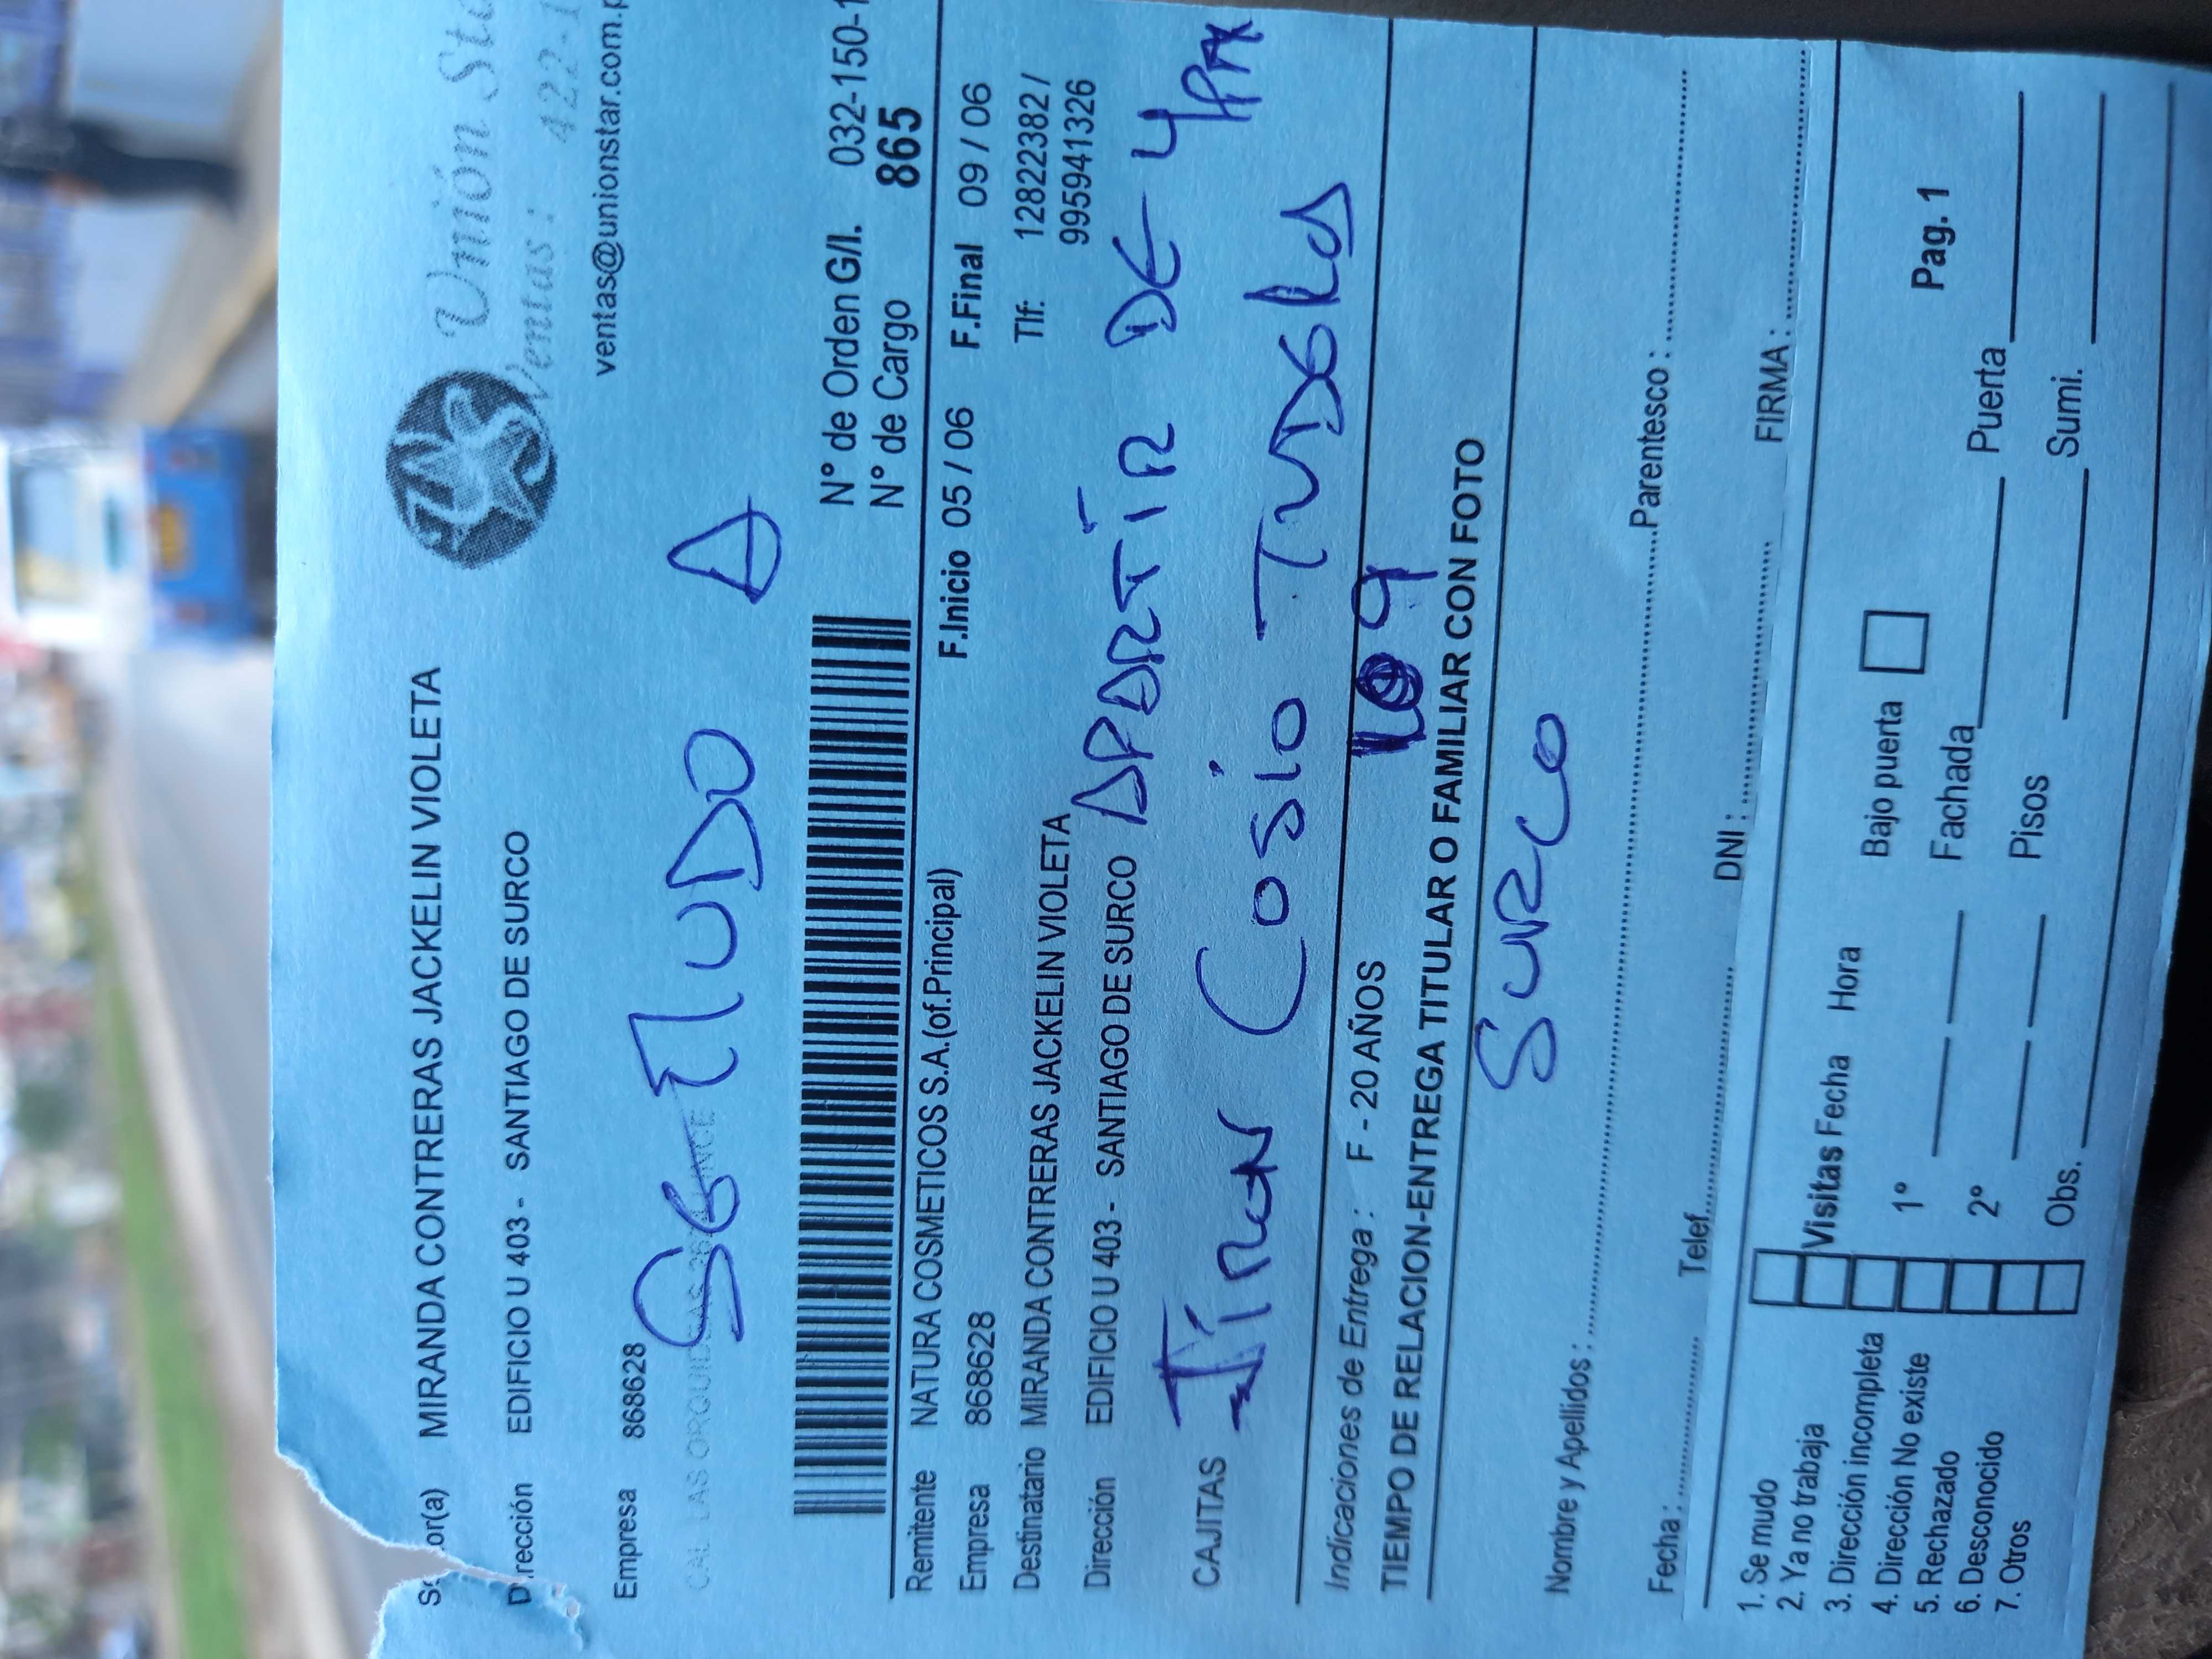 Unión
Ventas: 422-1
ventas@unionstar.com.p
MIRANDA CONTRERAS JACKELIN VIOLETA
Dirección EDIFICIO U 403 - SANTIAGO DE SURCO
Empresa 868628
CAL LAS
Se MUDO A
N° de Orden G/I. 032-150-1
N° de Cargo 865
Remitente NATURA COSMETICOS S.A.(of.Principal) F.Inicio 05 / 06 F.Final 09 / 06
Empresa 868628 Tlf: 12822382 /
Destinatario MIRANDA CONTRERAS JACKELIN VIOLETA 995941326
Dirección EDIFICIO U 403 - SANTIAGO DE SURCO APARTIR DE 4 PM
CAJITAS
Cosio TUDELA
109
Indicaciones de Entrega : F - 20 AÑOS
TIEMPO DE RELACION-ENTREGA TITULAR O FAMILIAR CON FOTO
SURCO
Nombre y Apellidos : Parentesco :
Fecha : Telef. DNI : FIRMA :
1. Se mudo
2. Ya no trabaja
3. Dirección incompleta
4. Dirección No existe
5. Rechazado
6. Desconocido
7. Otros
Visitas Fecha Hora Bajo puerta Pag. 1
1° Fachada Puerta
2° Pisos Sumi.
Obs.